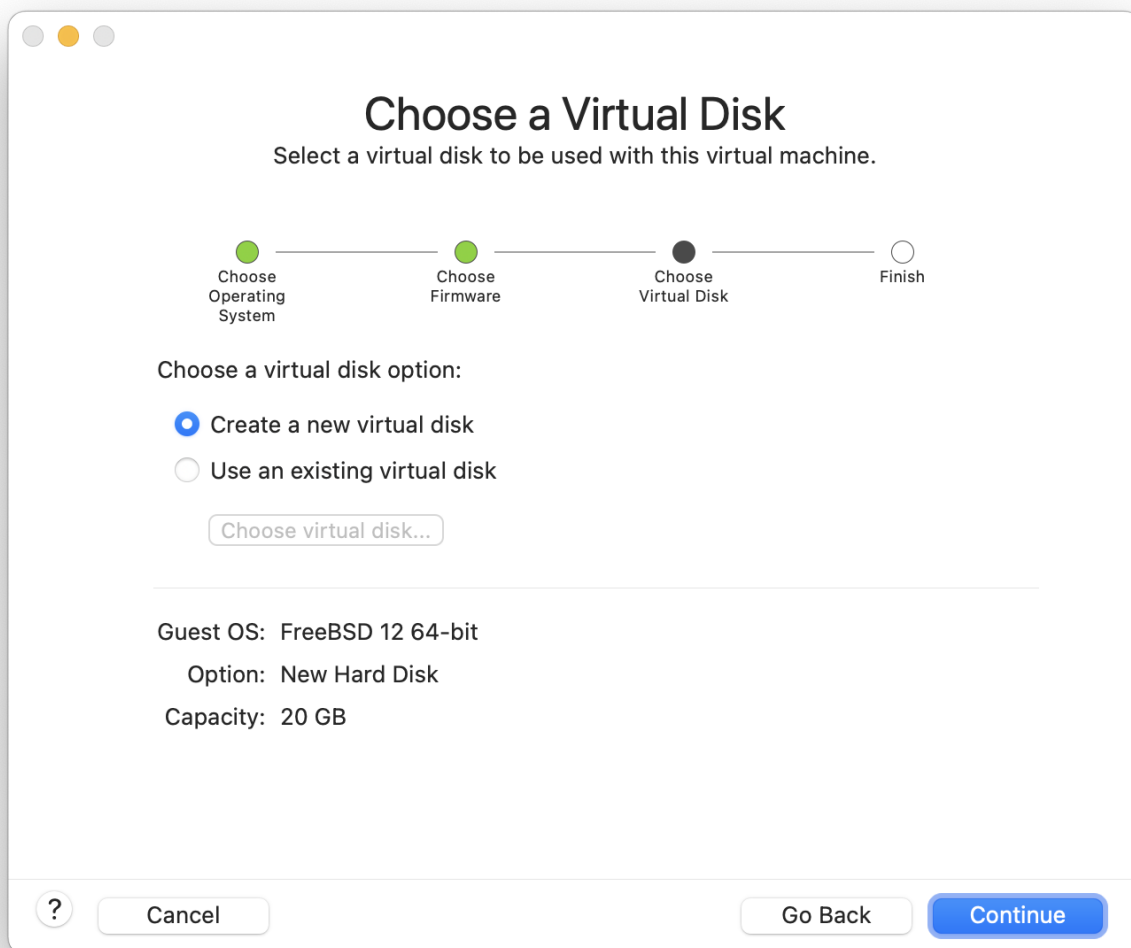 Choose a Virtual Disk
Select a virtual disk to be used with this virtual machine.
Choose
Operating
System
Choose
Firmware
Choose
Virtual Disk
Finish
Choose a virtual disk option:
Create a new virtual disk
Use an existing virtual disk
Choose virtual disk...
Guest OS: FreeBSD 12 64-bit
Option: New Hard Disk
Capacity: 20 GB
? Cancel Go Back Continue